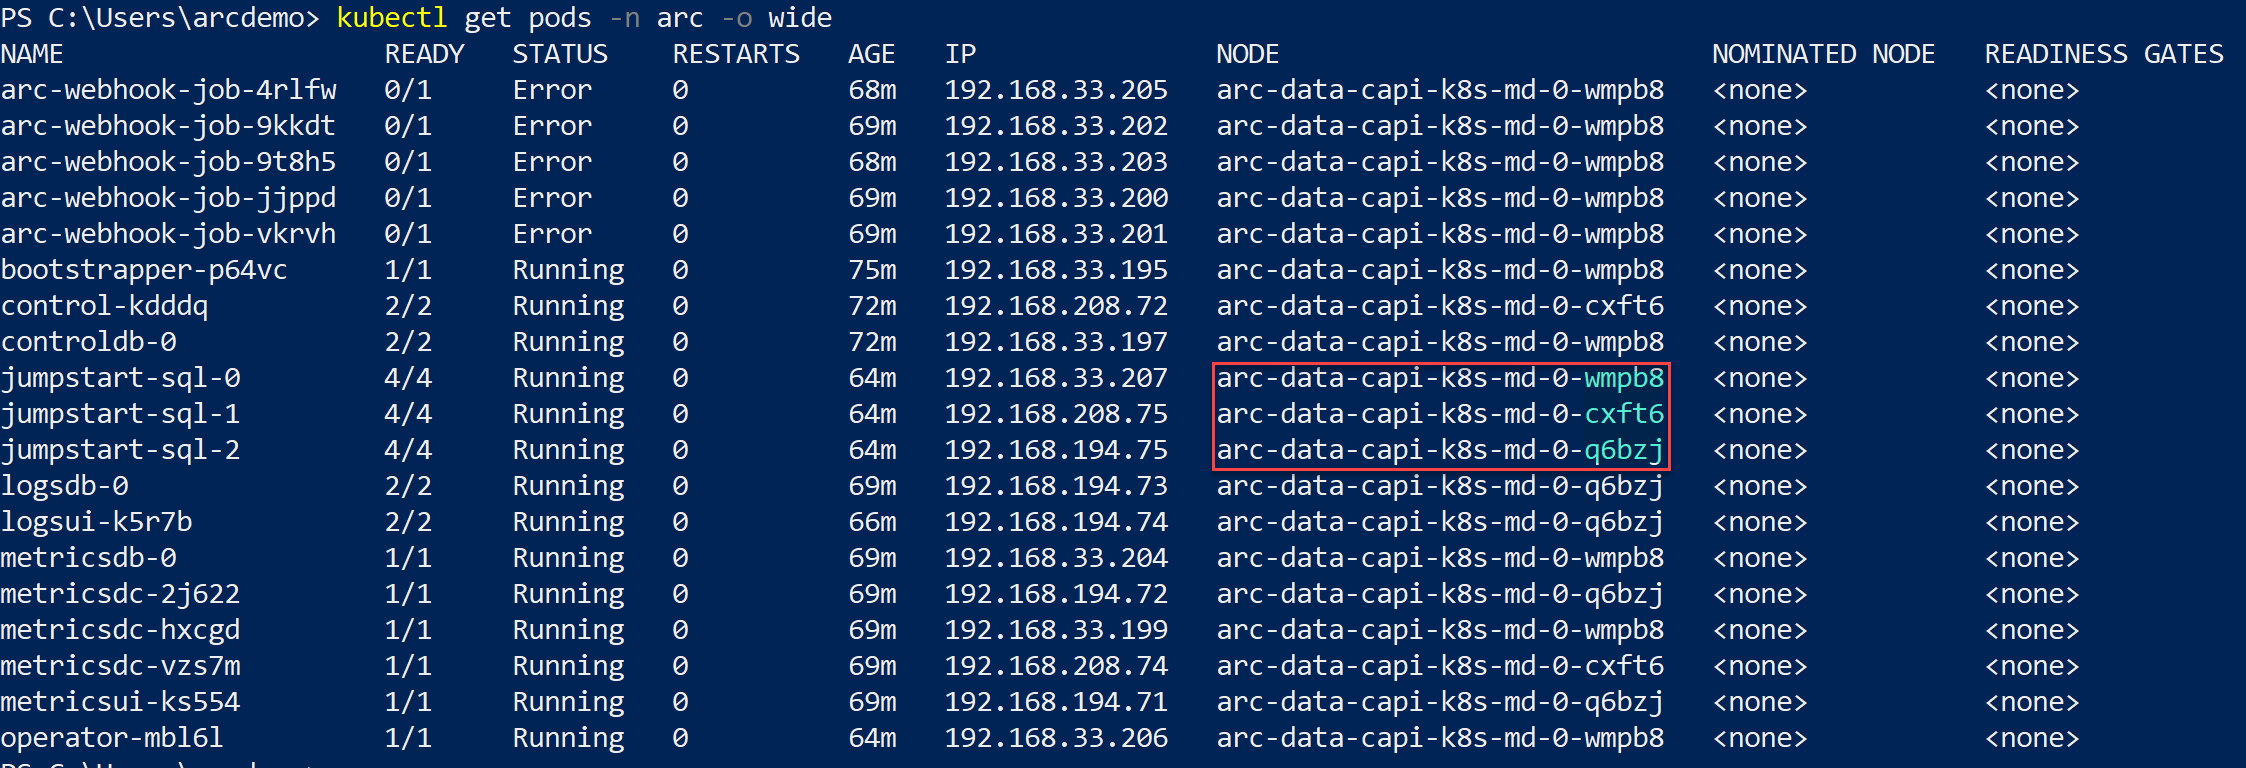 PS C:\Users\arcdemo> kubectl get pods -n arc -o wide
NAME READY STATUS RESTARTS AGE IP NODE NOMINATED NODE READINESS GATES
arc-webhook-job-4rlfw 0/1 Error 0 68m 192.168.33.205 arc-data-capi-k8s-md-0-wmpb8 <none> <none>
arc-webhook-job-9kkdt 0/1 Error 0 69m 192.168.33.202 arc-data-capi-k8s-md-0-wmpb8 <none> <none>
arc-webhook-job-9t8h5 0/1 Error 0 68m 192.168.33.203 arc-data-capi-k8s-md-0-wmpb8 <none> <none>
arc-webhook-job-jjppd 0/1 Error 0 69m 192.168.33.200 arc-data-capi-k8s-md-0-wmpb8 <none> <none>
arc-webhook-job-vkrvh 0/1 Error 0 69m 192.168.33.201 arc-data-capi-k8s-md-0-wmpb8 <none> <none>
bootstrapper-p64vc 1/1 Running 0 75m 192.168.33.195 arc-data-capi-k8s-md-0-wmpb8 <none> <none>
control-kdddq 2/2 Running 0 72m 192.168.208.72 arc-data-capi-k8s-md-0-cxft6 <none> <none>
controldb-0 2/2 Running 0 72m 192.168.33.197 arc-data-capi-k8s-md-0-wmpb8 <none> <none>
jumpstart-sql-0 4/4 Running 0 64m 192.168.33.207 arc-data-capi-k8s-md-0-wmpb8 <none> <none>
jumpstart-sql-1 4/4 Running 0 64m 192.168.208.75 arc-data-capi-k8s-md-0-cxft6 <none> <none>
jumpstart-sql-2 4/4 Running 0 64m 192.168.194.75 arc-data-capi-k8s-md-0-q6bzj <none> <none>
logsdb-0 2/2 Running 0 69m 192.168.194.73 arc-data-capi-k8s-md-0-q6bzj <none> <none>
logsui-k5r7b 2/2 Running 0 66m 192.168.194.74 arc-data-capi-k8s-md-0-q6bzj <none> <none>
metricsdb-0 1/1 Running 0 69m 192.168.33.204 arc-data-capi-k8s-md-0-wmpb8 <none> <none>
metricsdc-2j622 1/1 Running 0 69m 192.168.194.72 arc-data-capi-k8s-md-0-q6bzj <none> <none>
metricsdc-hxcgd 1/1 Running 0 69m 192.168.33.199 arc-data-capi-k8s-md-0-wmpb8 <none> <none>
metricsdc-vzs7m 1/1 Running 0 69m 192.168.208.74 arc-data-capi-k8s-md-0-cxft6 <none> <none>
metricsui-ks554 1/1 Running 0 69m 192.168.194.71 arc-data-capi-k8s-md-0-q6bzj <none> <none>
operator-mbl6l 1/1 Running 0 64m 192.168.33.206 arc-data-capi-k8s-md-0-wmpb8 <none> <none>